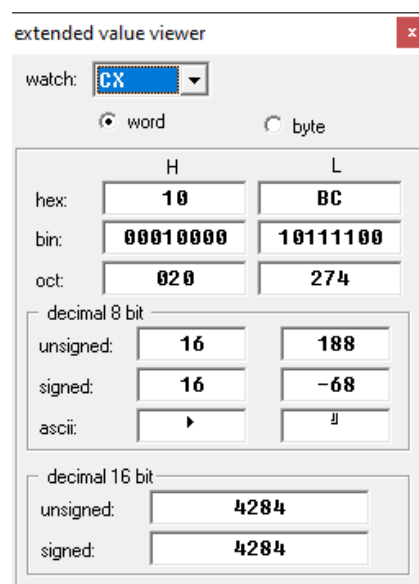 extended value viewer x
watch: CX
word byte
H L
hex: 10 BC
bin: 00010000 10111100
oct: 020 274
decimal 8 bit
unsigned: 16 188
signed: 16 -68
ascii: ► ╝
decimal 16 bit
unsigned: 4284
signed: 4284